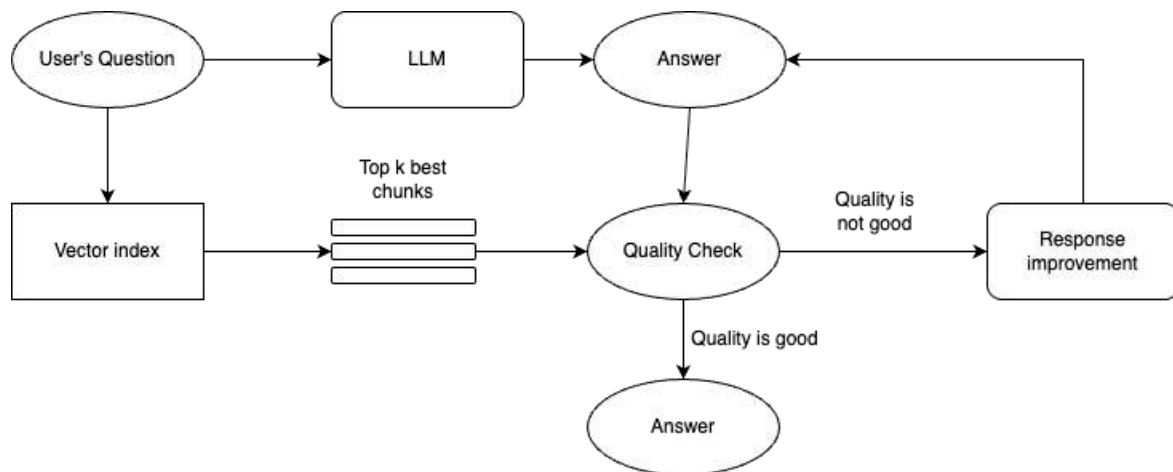 User's Question
LLM
Answer
Top k best
chunks
Quality is
not good
Vector index
Quality Check
Response
improvement
Quality is good
Answer